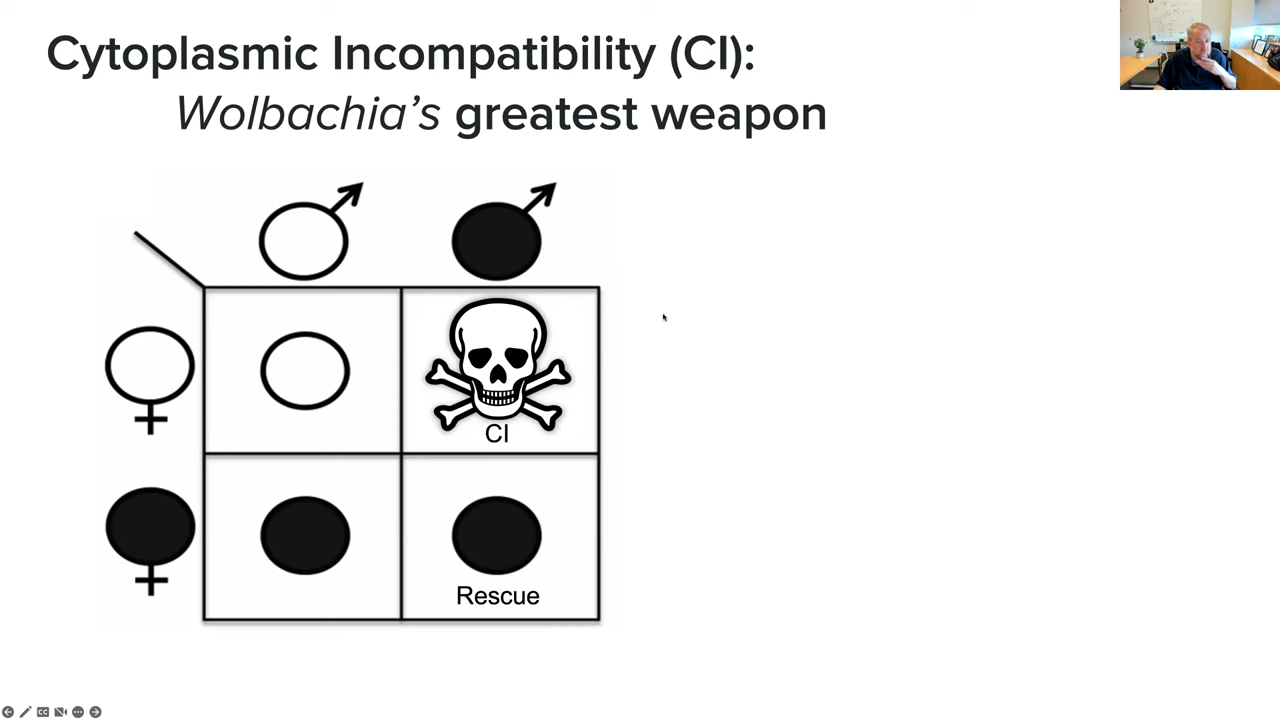 Cytoplasmic Incompatibility (CI):
Wolbachia’s greatest weapon
CI
Rescue